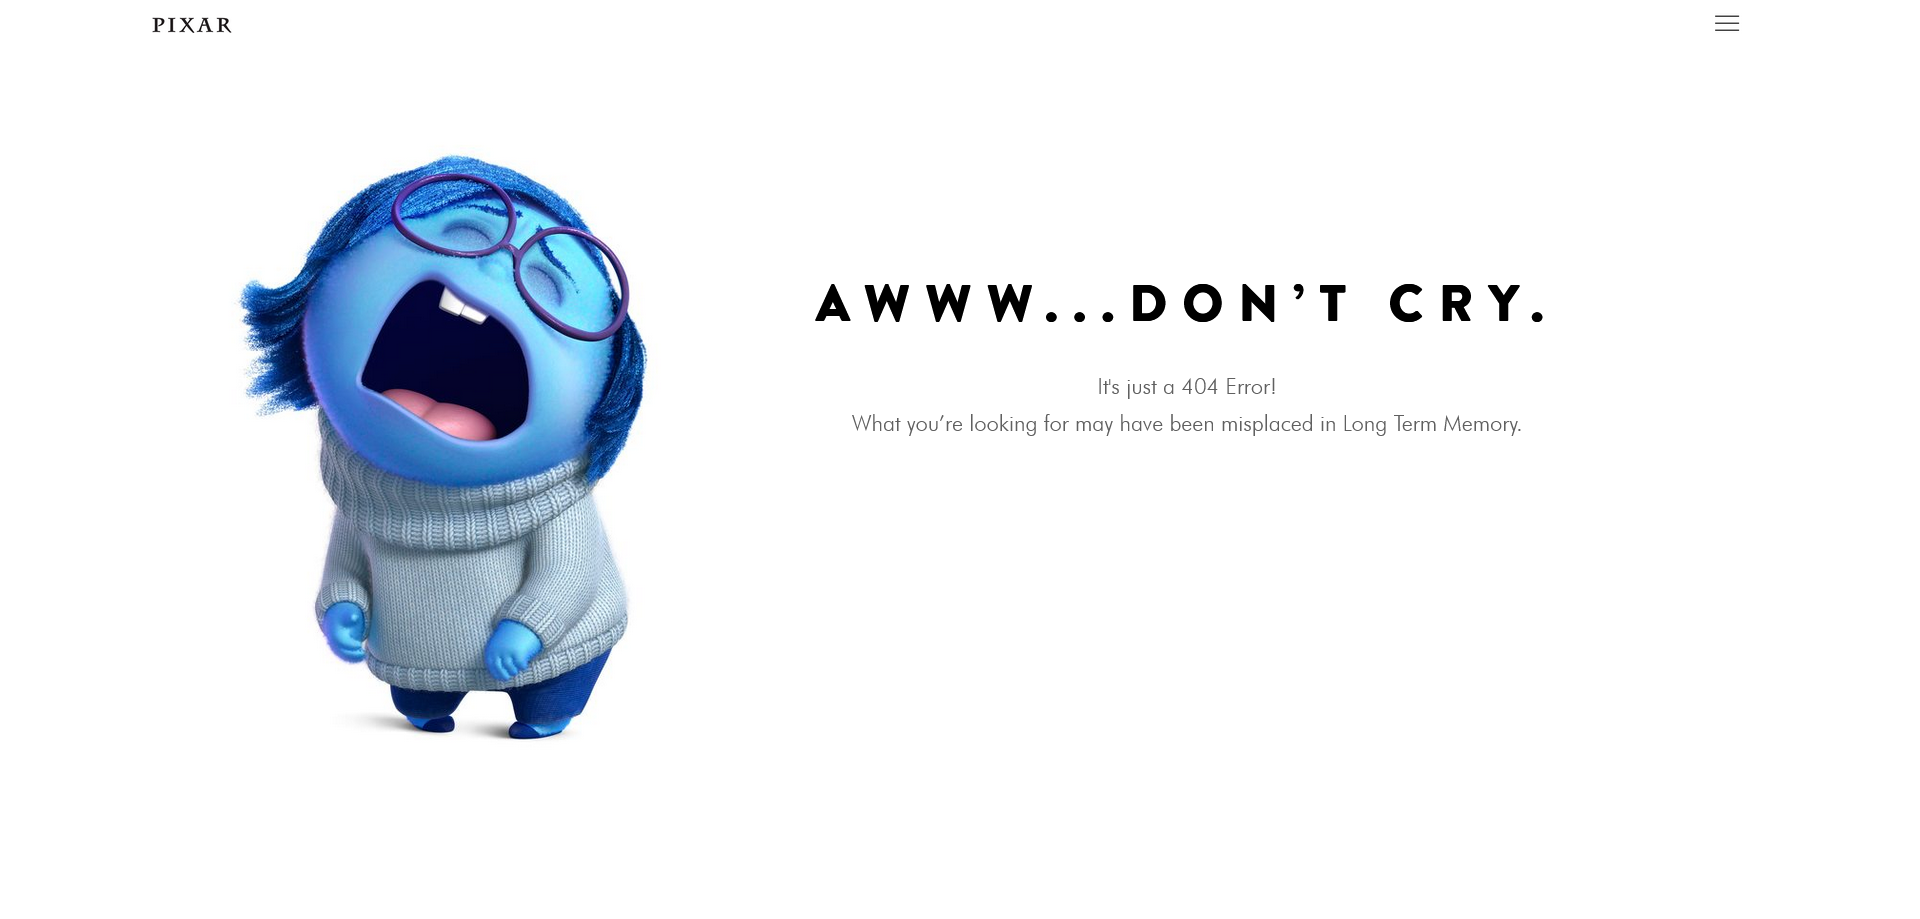 PIXAR
AWWW...DON’T CRY.
It's just a 404 Error!
What you’re looking for may have been misplaced in Long Term Memory.